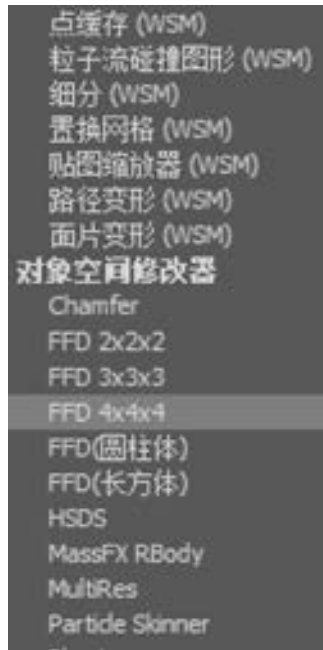 点缓存 (WSM)
粒子流碰撞图形 (WSM)
细分 (WSM)
置换网格 (WSM)
贴图缩放器 (WSM)
路径变形 (WSM)
面片变形 (WSM)
对象空间修改器
Chamfer
FFD 2x2x2
FFD 3x3x3
FFD 4x4x4
FFD(圆柱体)
FFD(长方体)
HSDS
MassFX RBody
MultiRes
Particle Skinner